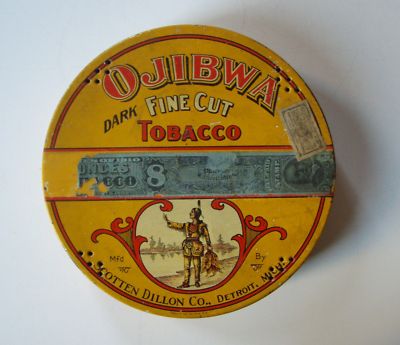 OJIBWA
DARK FINE CUT
TOBACCO
8
Mfd By
SCOTTEN DILLON CO., DETROIT, MICH.